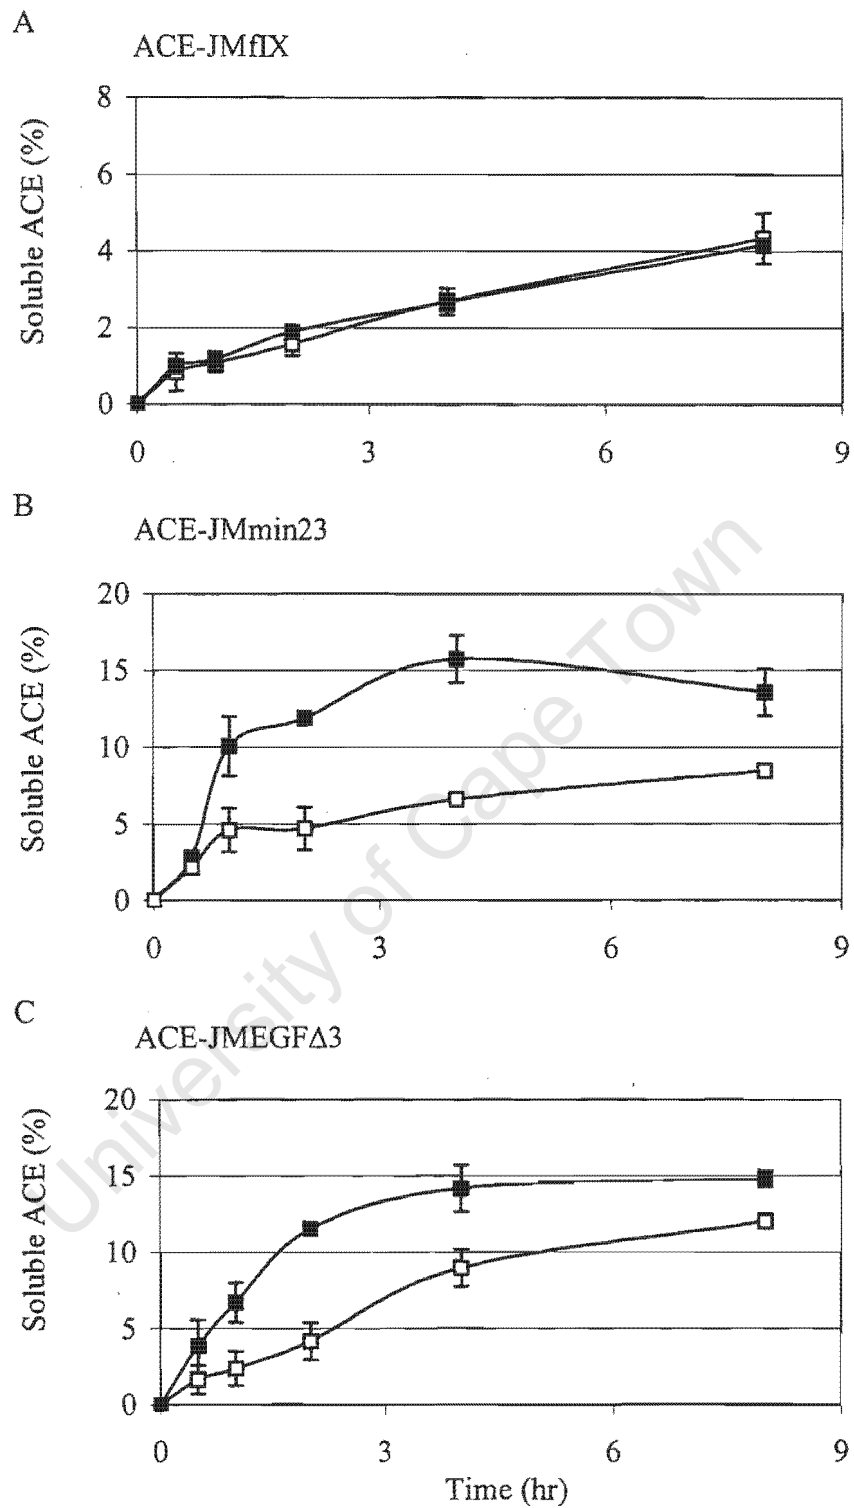 A
ACE-JMfIX
8
6
4
2
0
Soluble ACE (%)
0 3 6 9
B
ACE-JMmin23
20
15
10
5
0
Soluble ACE (%)
0 3 6 9
C
ACE-JMEGFΔ3
20
15
10
5
0
Soluble ACE (%)
0 3 6 9
Time (hr)
University of Cape Town